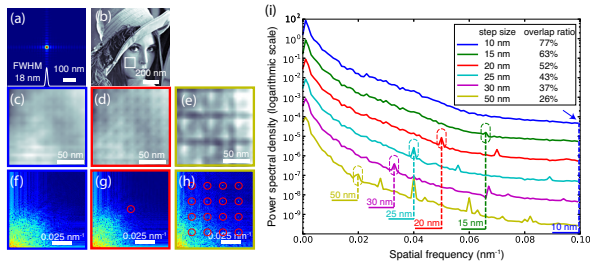 (a)
FWHM
18 nm
100 nm
(b)
200 nm
(c)
50 nm
(d)
50 nm
(e)
50 nm
(f)
0.025 nm⁻¹
(g)
0.025 nm⁻¹
(h)
0.025 nm⁻¹
(i)
Power spectral density (logarithmic scale)
10²
10¹
10⁰
10⁻¹
10⁻²
10⁻³
10⁻⁴
10⁻⁵
10⁻⁶
10⁻⁷
10⁻⁸
10⁻⁹
step size overlap ratio
10 nm 77%
15 nm 63%
20 nm 52%
25 nm 43%
30 nm 37%
50 nm 26%
50 nm
30 nm
25 nm
20 nm
15 nm
10 nm
0.00 0.02 0.04 0.06 0.08 0.10
Spatial frequency (nm⁻¹)